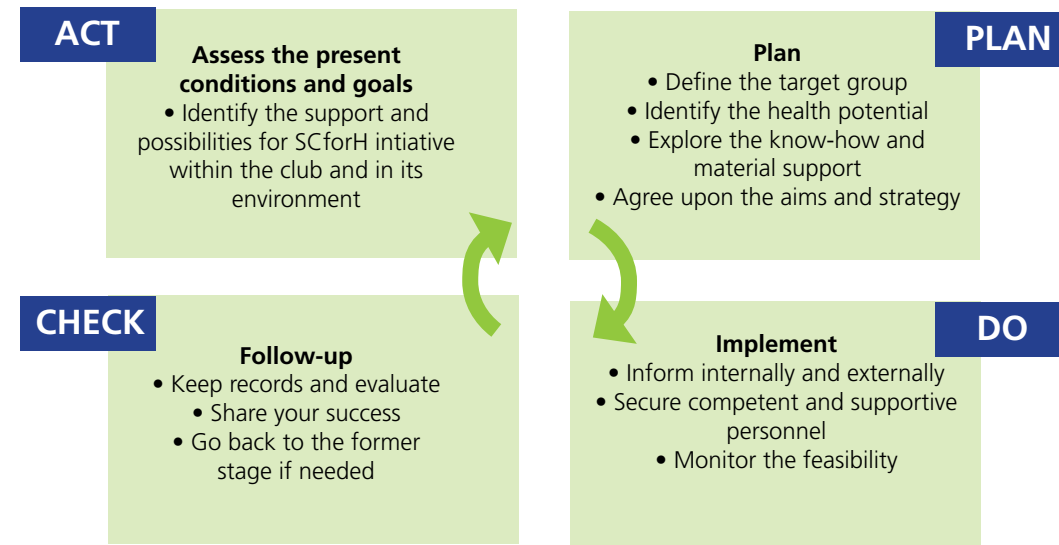 ACT
Assess the present
conditions and goals
• Identify the support and
possibilities for SCforH intiative
within the club and in its
environment
PLAN
Plan
• Define the target group
• Identify the health potential
• Explore the know-how and
material support
• Agree upon the aims and strategy
CHECK
Follow-up
• Keep records and evaluate
• Share your success
• Go back to the former
stage if needed
DO
Implement
• Inform internally and externally
• Secure competent and supportive
personnel
• Monitor the feasibility